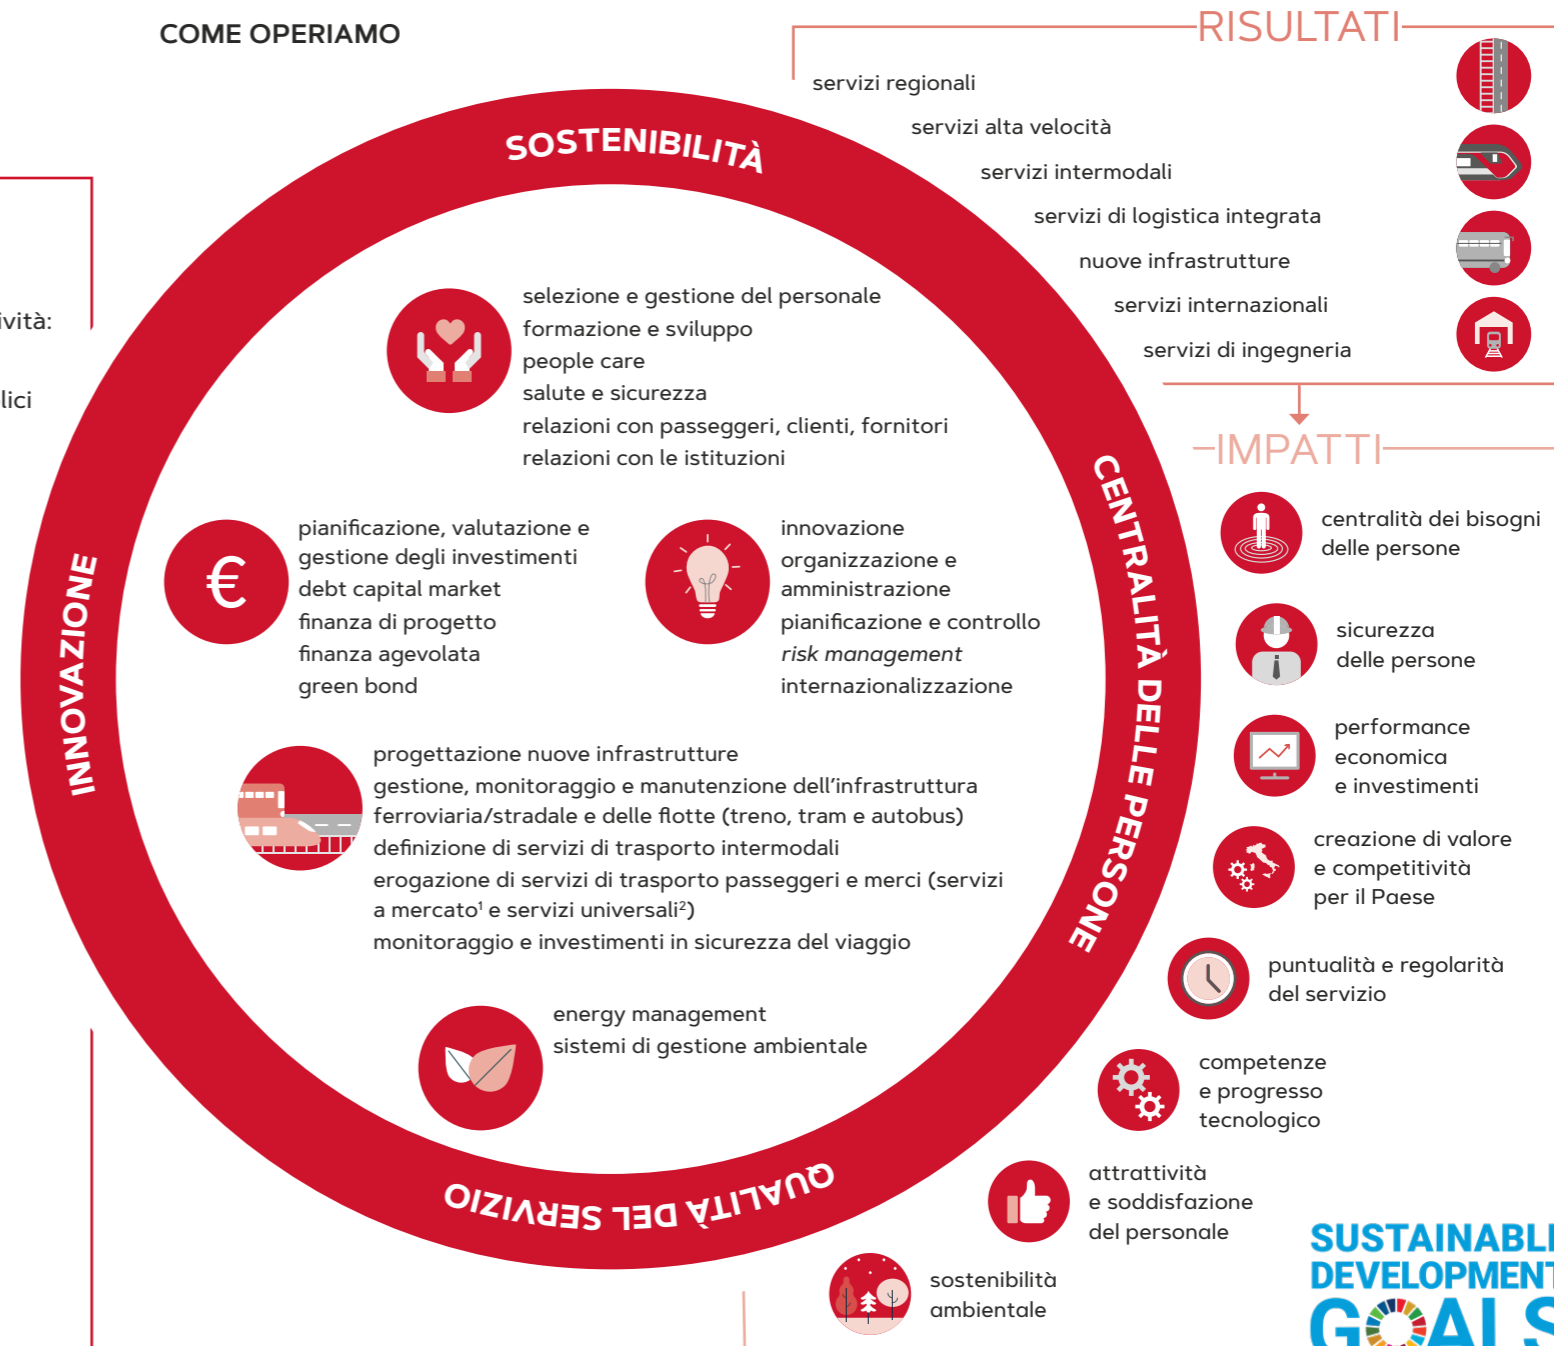 COME OPERIAMO
RISULTATI
servizi regionali
servizi alta velocità
servizi intermodali
servizi di logistica integrata
nuove infrastrutture
servizi internazionali
servizi di ingegneria
SOSTENIBILITÀ
CENTRALITÀ DELLE PERSONE
QUALITÀ DEL SERVIZIO
INNOVAZIONE
ività:
lici
selezione e gestione del personale
formazione e sviluppo
people care
salute e sicurezza
relazioni con passeggeri, clienti, fornitori
relazioni con le istituzioni
€
pianificazione, valutazione e
gestione degli investimenti
debt capital market
finanza di progetto
finanza agevolata
green bond
innovazione
organizzazione e
amministrazione
pianificazione e controllo
risk management
internazionalizzazione
progettazione nuove infrastrutture
gestione, monitoraggio e manutenzione dell'infrastruttura
ferroviaria/stradale e delle flotte (treno, tram e autobus)
definizione di servizi di trasporto intermodali
erogazione di servizi di trasporto passeggeri e merci (servizi
a mercato¹ e servizi universali²)
monitoraggio e investimenti in sicurezza del viaggio
energy management
sistemi di gestione ambientale
IMPATTI
centralità dei bisogni
delle persone
sicurezza
delle persone
performance
economica
e investimenti
creazione di valore
e competitività
per il Paese
puntualità e regolarità
del servizio
competenze
e progresso
tecnologico
attrattività
e soddisfazione
del personale
sostenibilità
ambientale
SUSTAINABLE
DEVELOPMENT
GOALS